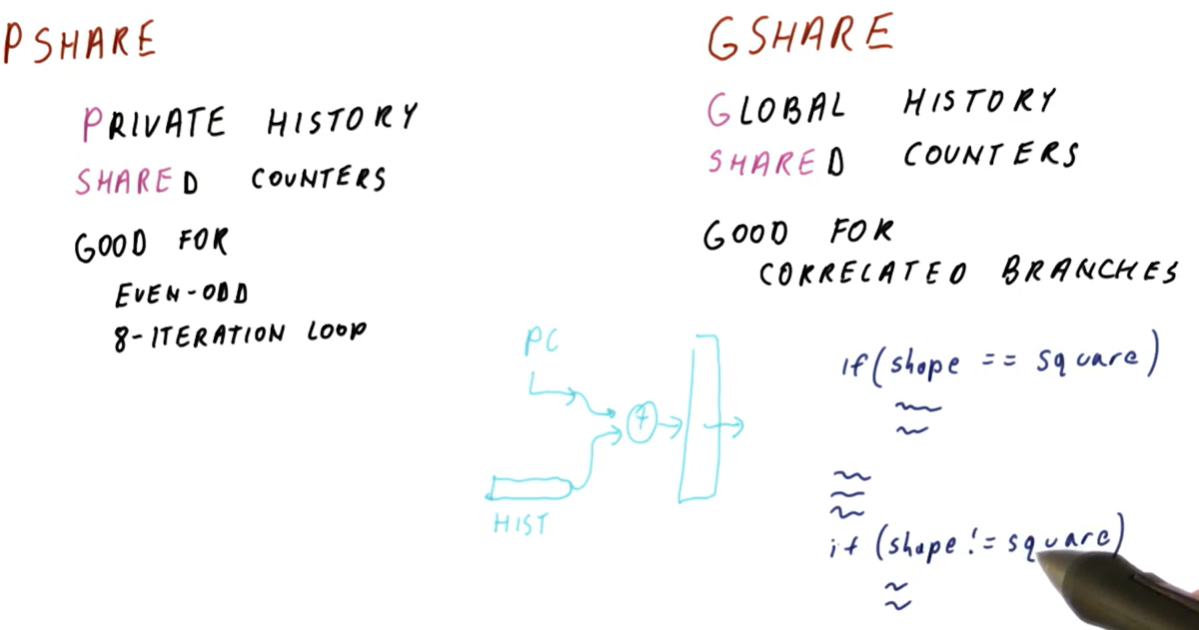 PSHARE
PRIVATE HISTORY
SHARED COUNTERS
GOOD FOR
EVEN-ODD
8-ITERATION LOOP
GSHARE
GLOBAL HISTORY
SHARED COUNTERS
GOOD FOR
CORRELATED BRANCHES
PC
+
HIST
if(shape == square)
if (shape != square)